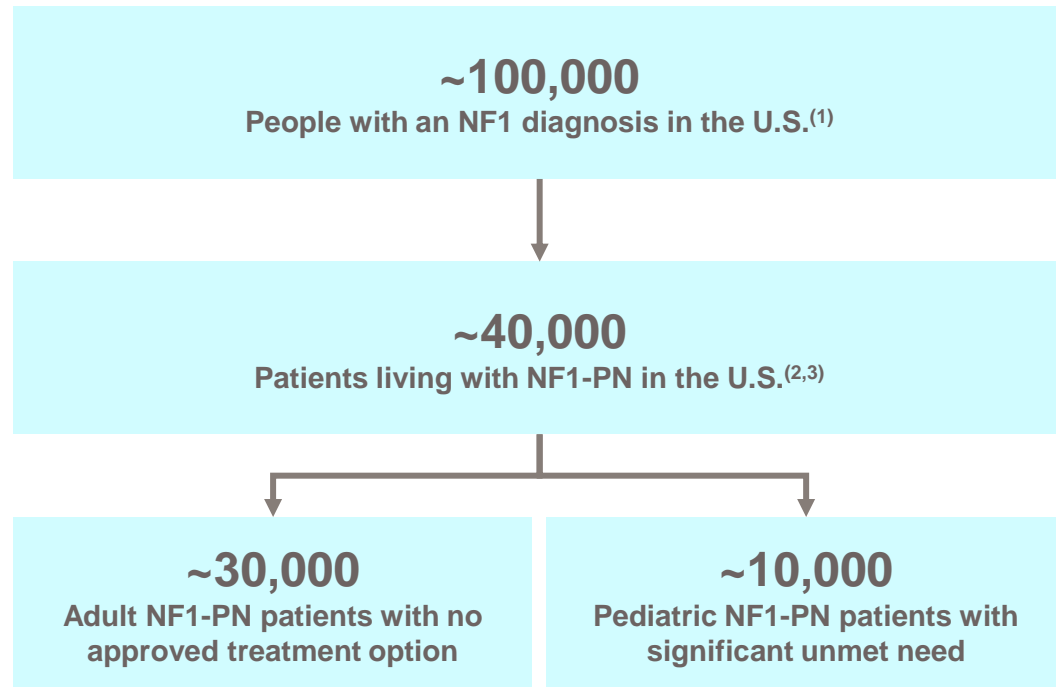 ~100,000
People with an NF1 diagnosis in the U.S.(1)
~40,000
Patients living with NF1-PN in the U.S.(2,3)
~30,000
Adult NF1-PN patients with no
approved treatment option
~10,000
Pediatric NF1-PN patients with
significant unmet need